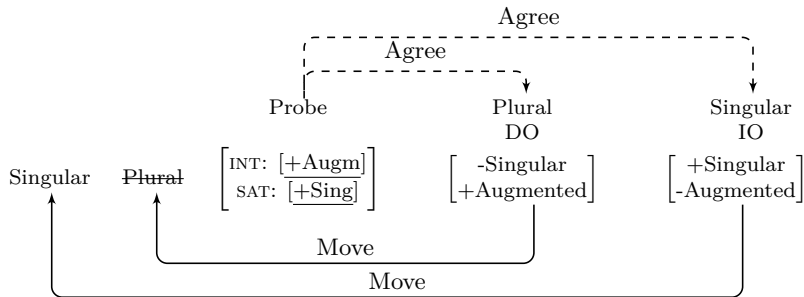 Agree
Agree
Probe Plural Singular
DO IO
Singular Plural [INT: [+Augm] [-Singular [+Singular
SAT: [+Sing]] +Augmented] -Augmented]
Move
Move